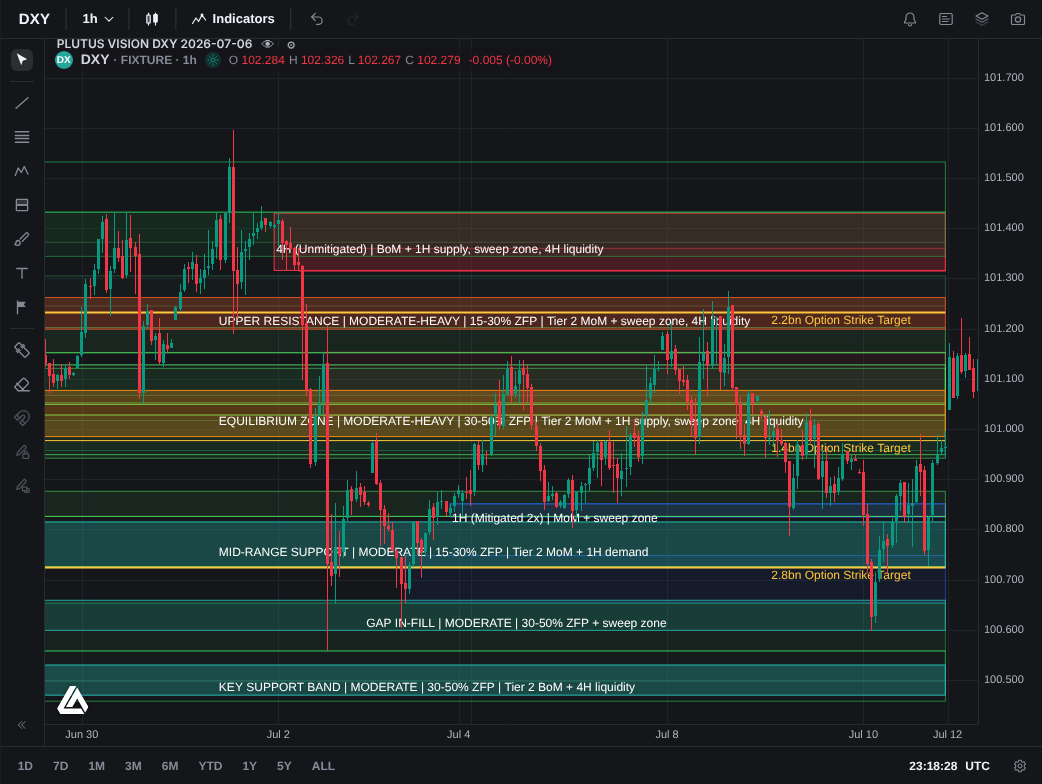 DXY 1h Indicators
PLUTUS VISION DXY 2026-07-06
DX DXY · FIXTURE · 1h O 102.284 H 102.326 L 102.267 C 102.279 -0.005 (-0.00%)
101.700
101.600
101.500
101.400
4H (Unmitigated) | BoM + 1H supply, sweep zone, 4H liquidity
101.300
UPPER RESISTANCE | MODERATE-HEAVY | 15-30% ZFP | Tier 2 MoM + sweep zone, 4H liquidity
2.2bn Option Strike Target
101.200
101.100
EQUILIBRIUM ZONE | MODERATE-HEAVY | 30-50% ZFP | Tier 2 MoM + 1H supply, sweep zone, 4H liquidity
101.000
1.4bn Option Strike Target
100.900
1H (Mitigated 2x) | MoM + sweep zone
100.800
MID-RANGE SUPPORT | MODERATE | 15-30% ZFP | Tier 2 MoM + 1H demand
2.8bn Option Strike Target
100.700
GAP IN-FILL | MODERATE | 30-50% ZFP + sweep zone
100.600
KEY SUPPORT BAND | MODERATE | 30-50% ZFP | Tier 2 BoM + 4H liquidity
100.500
Jun 30 Jul 2 Jul 4 Jul 8 Jul 10 Jul 12
1D 7D 1M 3M 6M YTD 1Y 5Y ALL 23:18:28 UTC